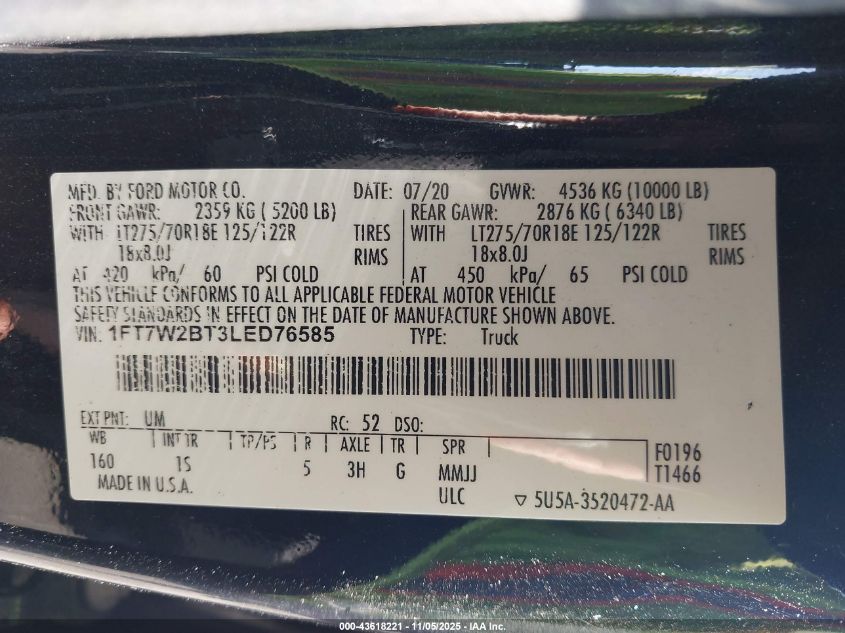 MFD. BY FORD MOTOR CO. DATE: 07/20 GVWR: 4536 KG (10000 LB)
FRONT GAWR: 2359 KG ( 5200 LB) REAR GAWR: 2876 KG ( 6340 LB)
WITH LT275/70R18E 125/122R TIRES WITH LT275/70R18E 125/122R TIRES
18x8.0J RIMS 18x8.0J RIMS
AT 420 kPa/ 60 PSI COLD AT 450 kPa/ 65 PSI COLD
THIS VEHICLE CONFORMS TO ALL APPLICABLE FEDERAL MOTOR VEHICLE
SAFETY STANDARDS IN EFFECT ON THE DATE OF MANUFACTURE SHOWN ABOVE.
VIN: 1FT7W2BT3LED76585 TYPE: Truck
EXT PNT: UM RC: 52 DSO:
WB INT TR TP/PS R AXLE TR SPR F0196
160 1S 5 3H G MMJJ T1466
MADE IN U.S.A. ULC ▽ 5U5A-3520472-AA
000-43618221 - 11/05/2025 - IAA Inc.